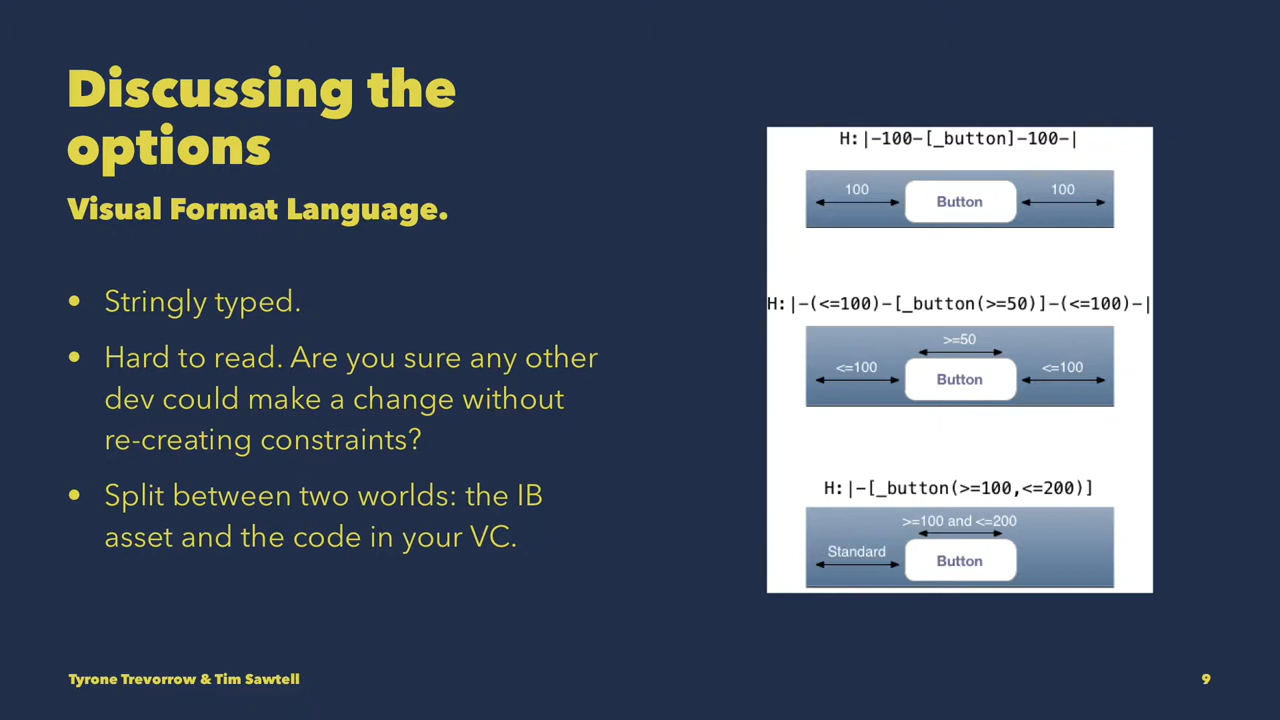 Discussing the
options
Visual Format Language.
• Stringly typed.
• Hard to read. Are you sure any other
dev could make a change without
re-creating constraints?
• Split between two worlds: the IB
asset and the code in your VC.
H:|-100-[_button]-100-|
100
Button
100
H:|-(<=100)-[_button(>=50)]-(<=100)-|
>=50
<=100
Button
<=100
H:|-[_button(>=100,<=200)]
>=100 and <=200
Standard
Button
Tyrone Trevorrow & Tim Sawtell
9